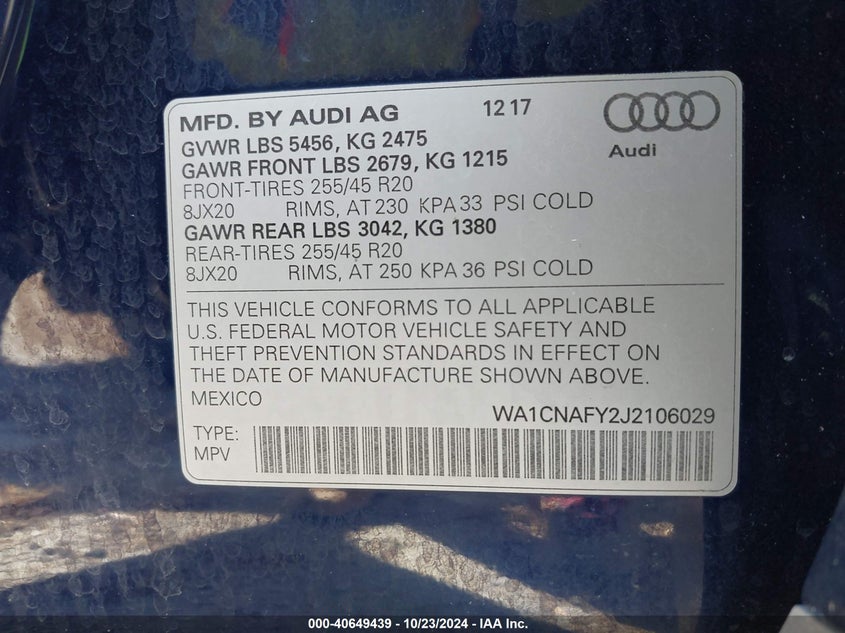 MFD. BY AUDI AG 12 17
Audi
GVWR LBS 5456, KG 2475
GAWR FRONT LBS 2679, KG 1215
FRONT-TIRES 255/45 R20
8JX20 RIMS, AT 230 KPA 33 PSI COLD
GAWR REAR LBS 3042, KG 1380
REAR-TIRES 255/45 R20
8JX20 RIMS, AT 250 KPA 36 PSI COLD
THIS VEHICLE CONFORMS TO ALL APPLICABLE
U.S. FEDERAL MOTOR VEHICLE SAFETY AND
THEFT PREVENTION STANDARDS IN EFFECT ON
THE DATE OF MANUFACTURE SHOWN ABOVE.
MEXICO
WA1CNAFY2J2106029
TYPE:
MPV
000-40649439 - 10/23/2024 - IAA Inc.